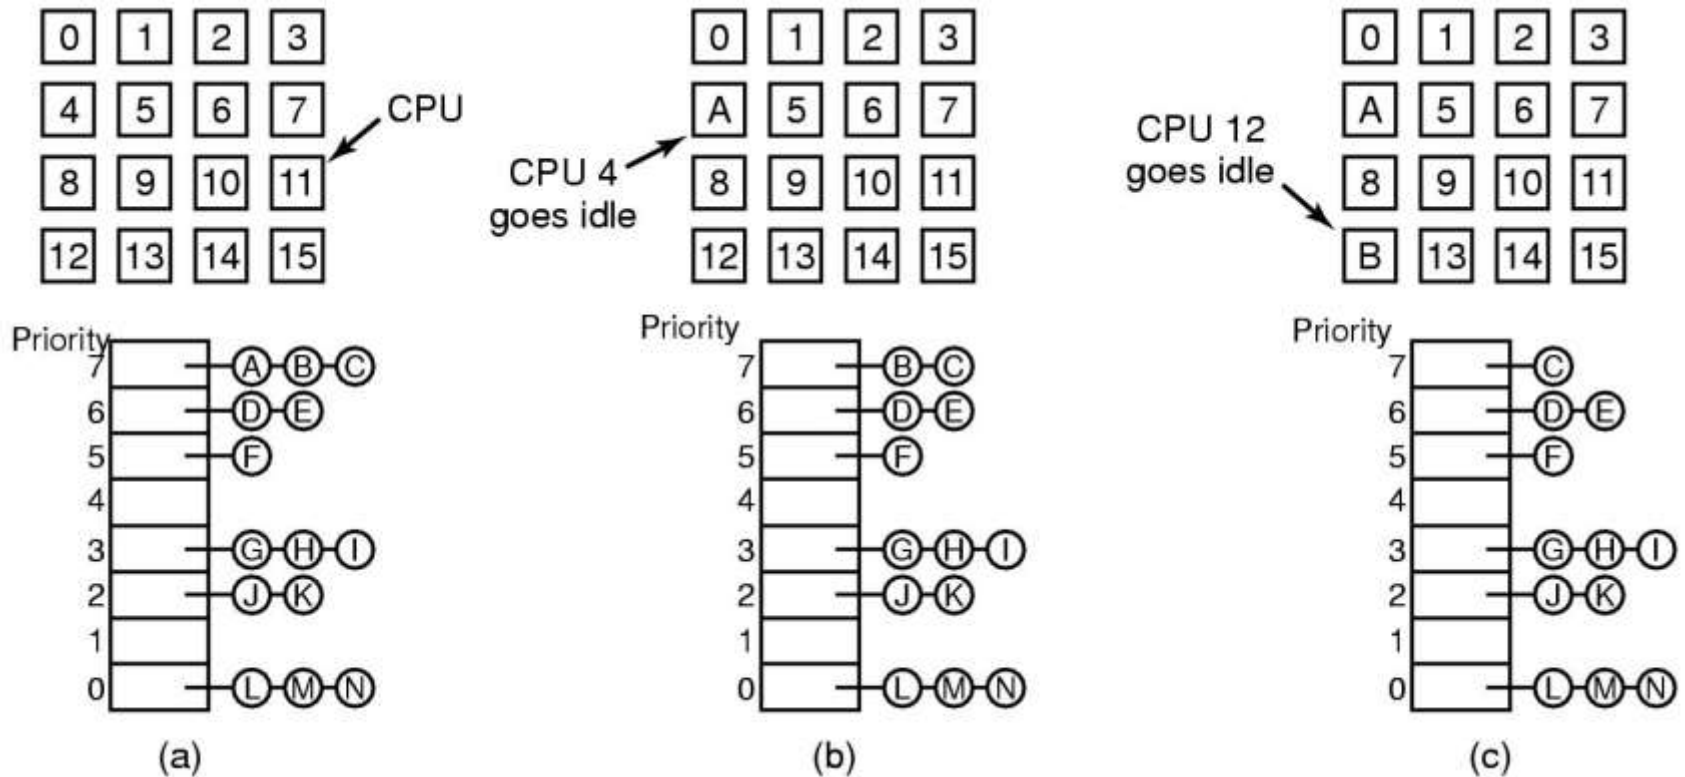 0 1 2 3
4 5 6 7
CPU
8 9 10 11
12 13 14 15
Priority
7 A B C
6 D E
5 F
4
3 G H I
2 J K
1
0 L M N
(a)
0 1 2 3
A 5 6 7
CPU 4
goes idle
8 9 10 11
12 13 14 15
Priority
7 B C
6 D E
5 F
4
3 G H I
2 J K
1
0 L M N
(b)
0 1 2 3
A 5 6 7
CPU 12
goes idle
8 9 10 11
B 13 14 15
Priority
7 C
6 D E
5 F
4
3 G H I
2 J K
1
0 L M N
(c)